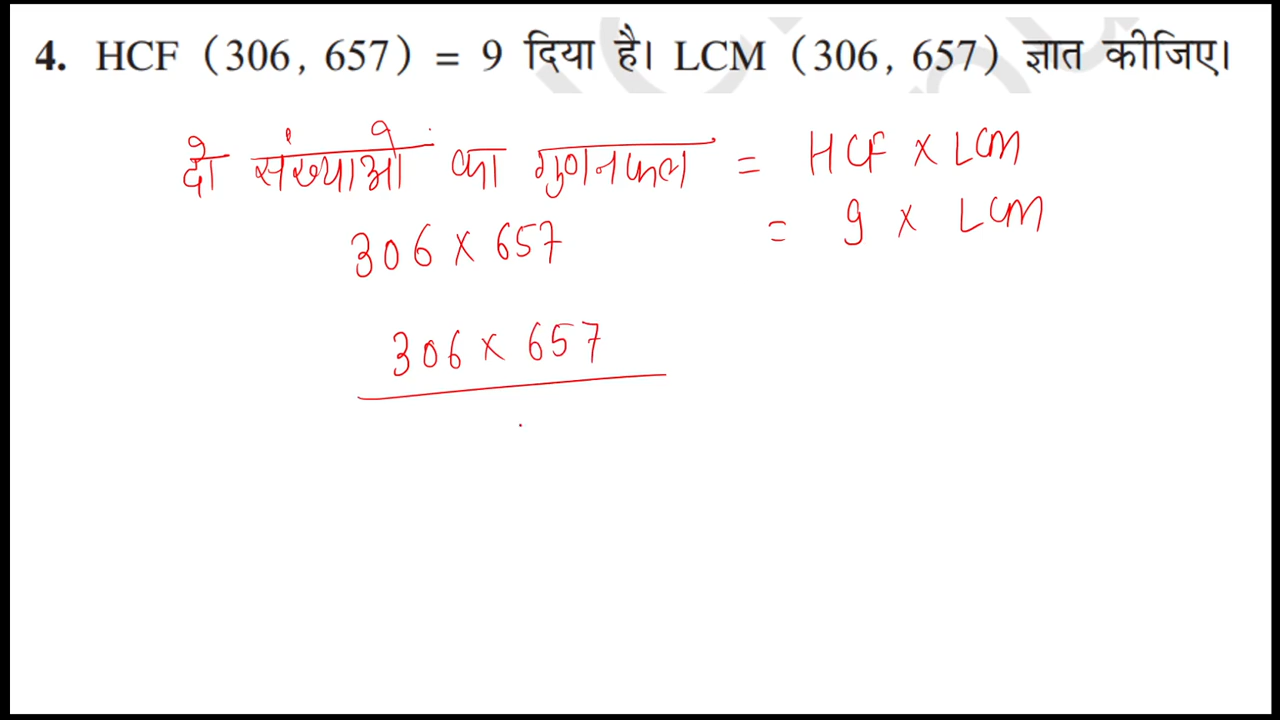 4. HCF (306, 657) = 9 दिया है। LCM (306, 657) ज्ञात कीजिए।
दो संख्याओं का गुणनफल = HCF × LCM
306 × 657 = 9 × LCM
306 × 657